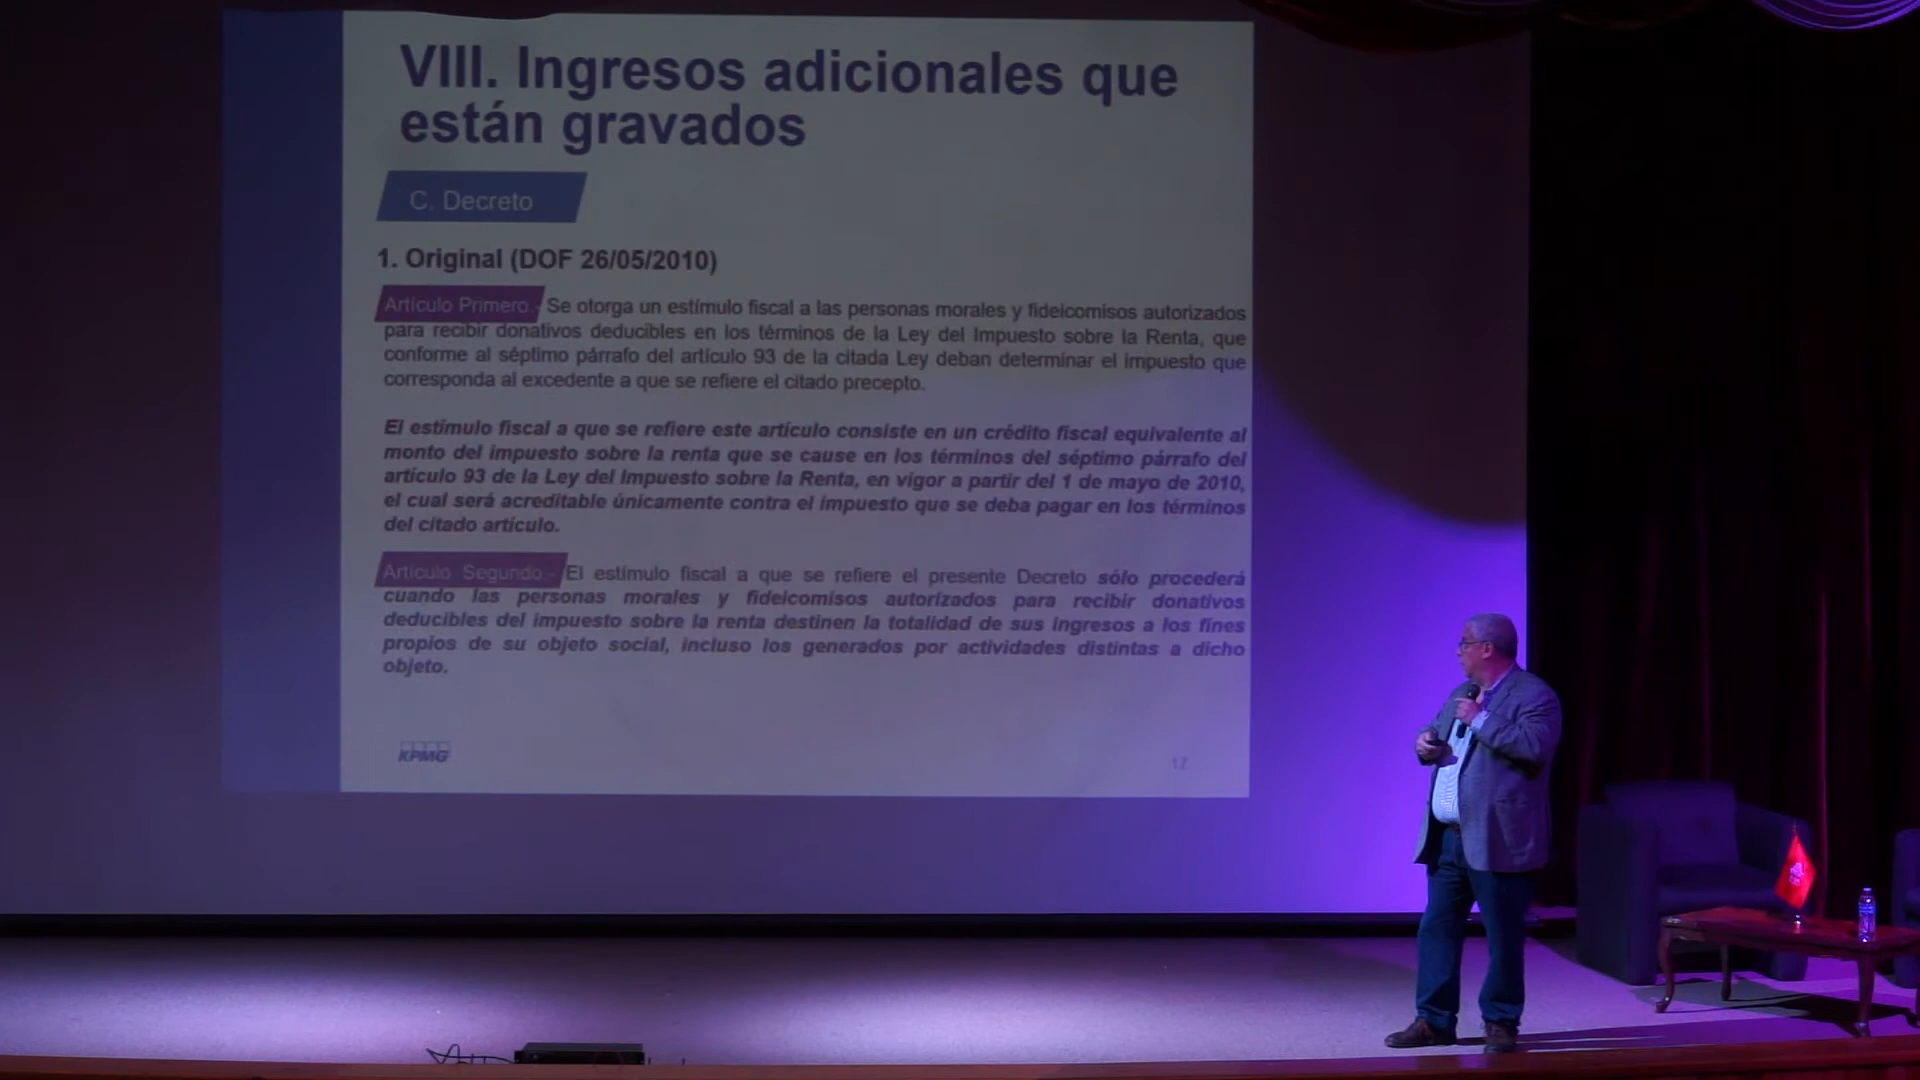 VIII. Ingresos adicionales que
están gravados
C. Decreto
1. Original (DOF 26/05/2010)
Artículo Primero.- Se otorga un estímulo fiscal a las personas morales y fideicomisos autorizados
para recibir donativos deducibles en los términos de la Ley del Impuesto sobre la Renta, que
conforme al séptimo párrafo del artículo 93 de la citada Ley deban determinar el impuesto que
corresponda al excedente a que se refiere el citado precepto.
El estímulo fiscal a que se refiere este artículo consiste en un crédito fiscal equivalente al
monto del impuesto sobre la renta que se cause en los términos del séptimo párrafo del
artículo 93 de la Ley del Impuesto sobre la Renta, en vigor a partir del 1 de mayo de 2010,
el cual será acreditable únicamente contra el impuesto que se deba pagar en los términos
del citado artículo.
Artículo Segundo.- El estímulo fiscal a que se refiere el presente Decreto sólo procederá
cuando las personas morales y fideicomisos autorizados para recibir donativos
deducibles del impuesto sobre la renta destinen la totalidad de sus ingresos a los fines
propios de su objeto social, incluso los generados por actividades distintas a dicho
objeto.
KPMG